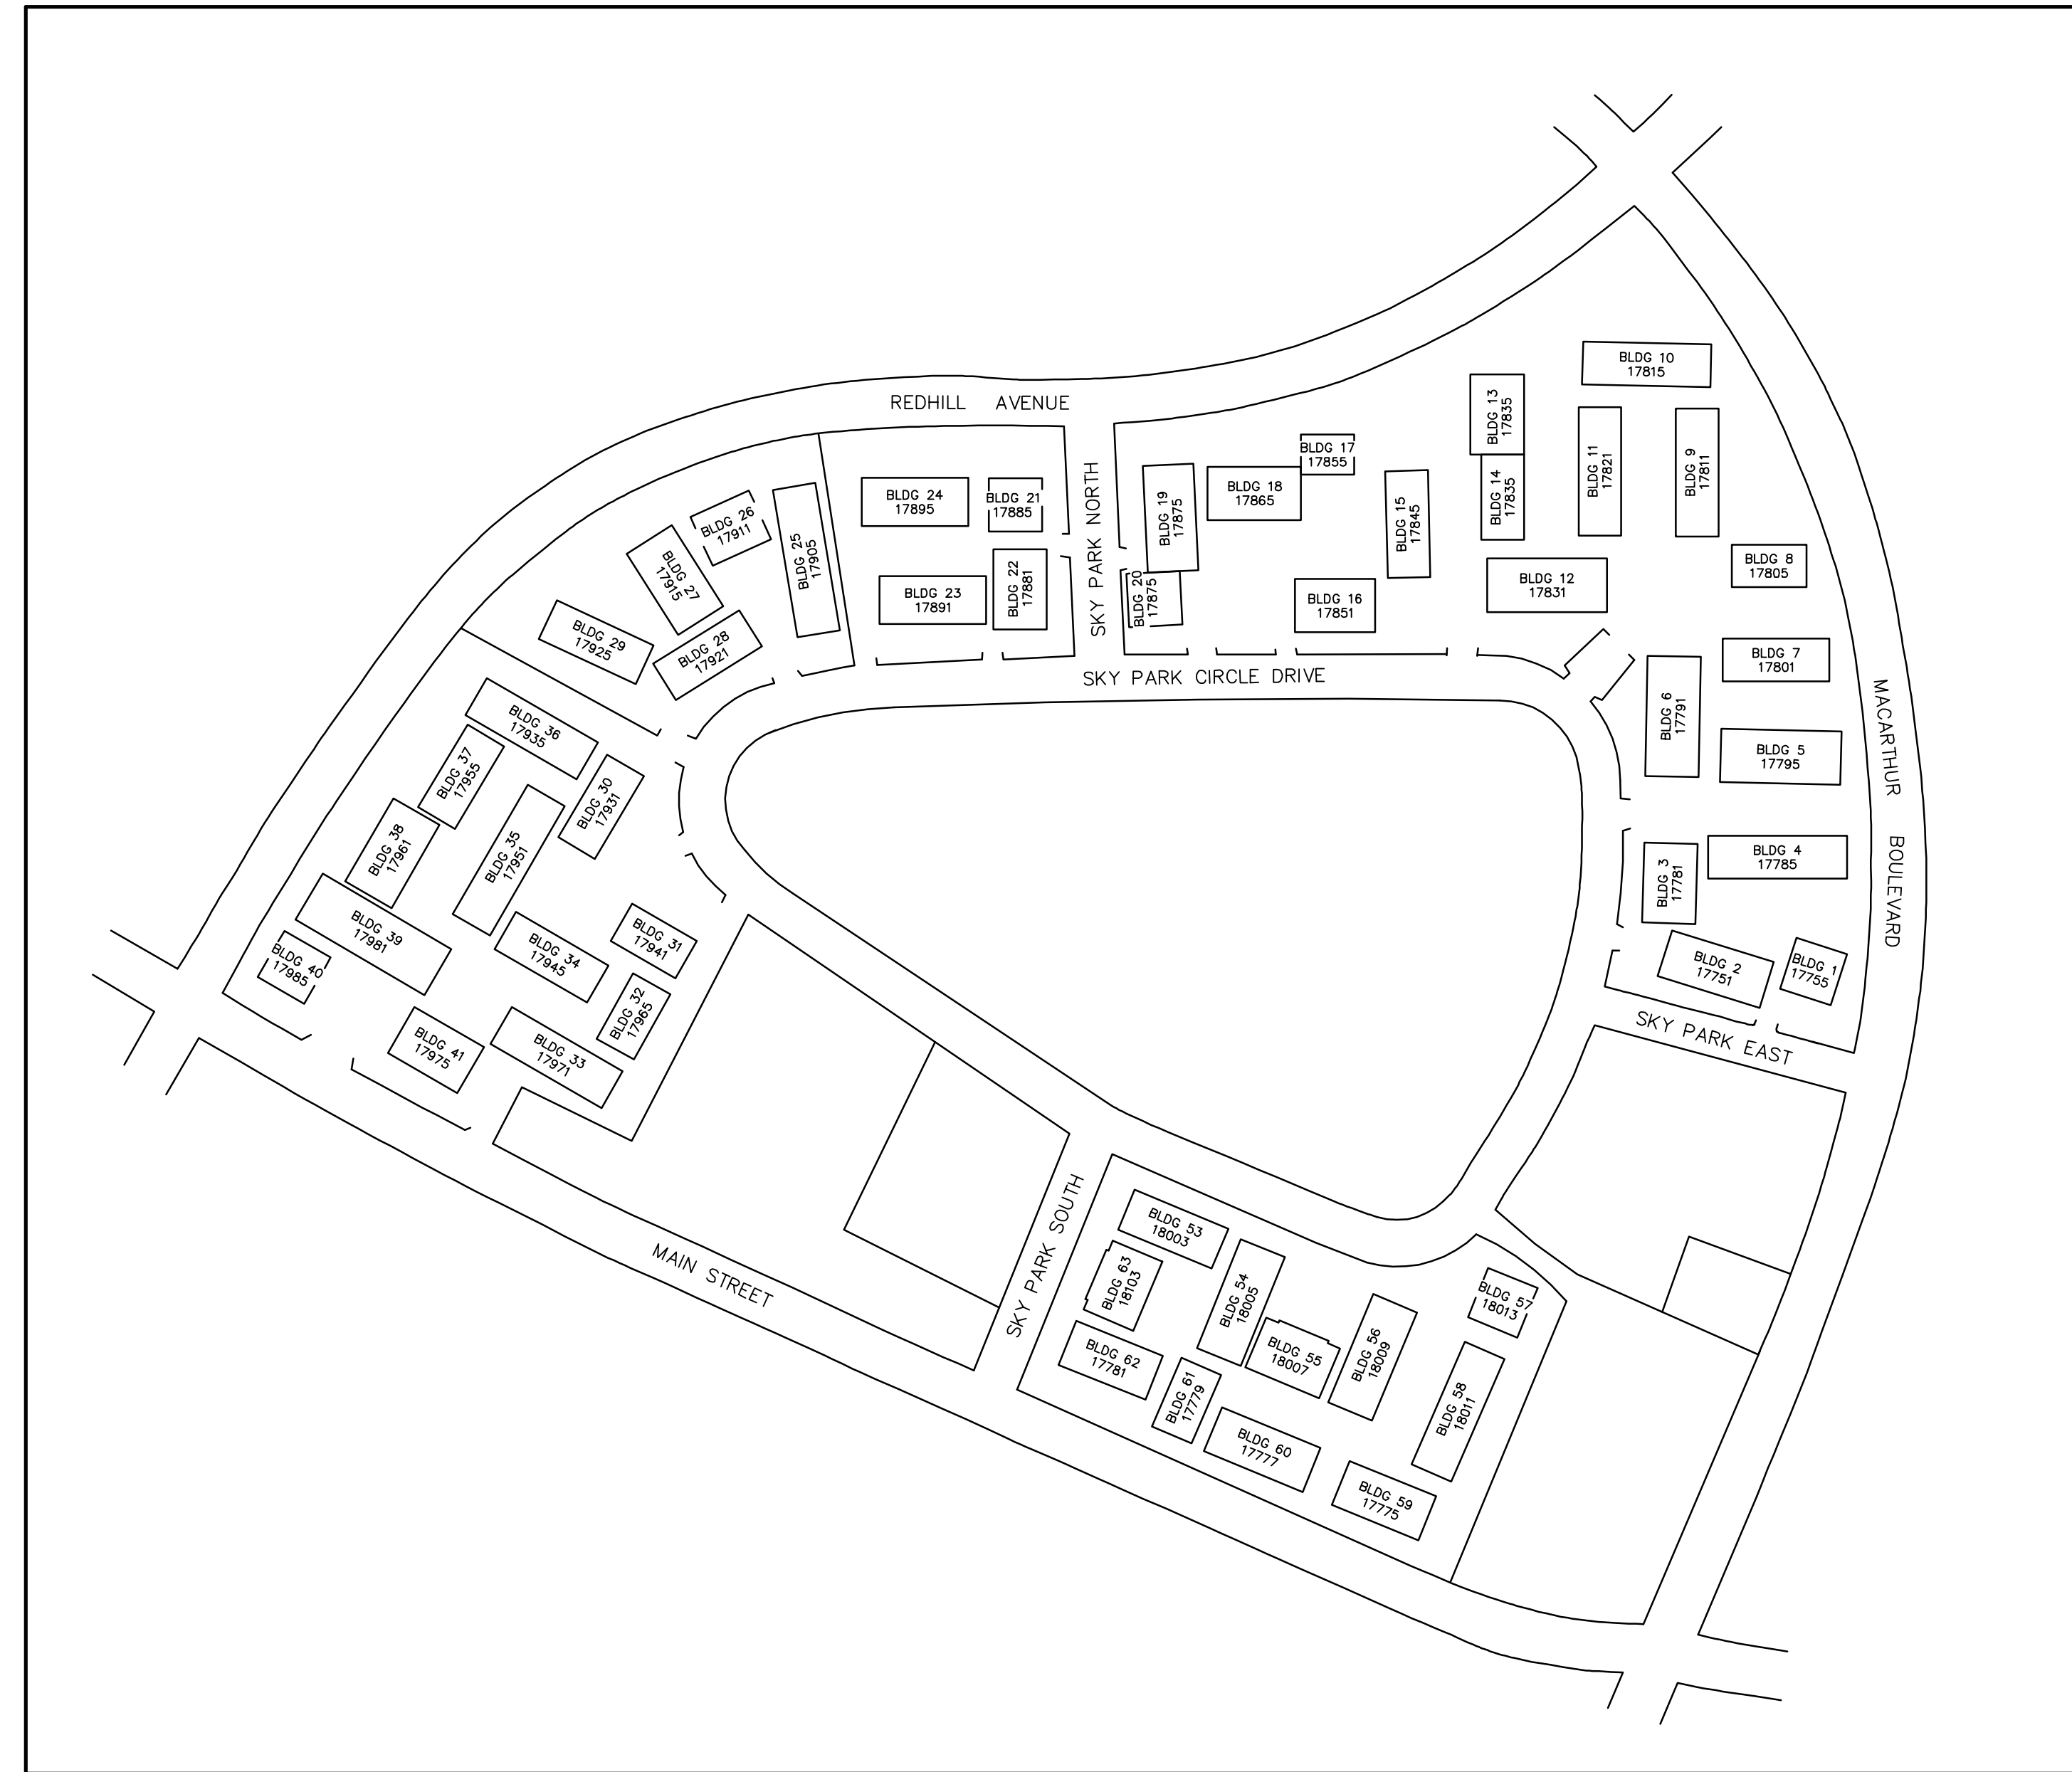 BLDG 10
17815
BLDG 13
17835
BLDG 11
17821
BLDG 9
17811
REDHILL AVENUE
BLDG 17
17855
BLDG 18
17865
BLDG 14
17835
BLDG 24
17895
BLDG 21
17885
SKY PARK NORTH
BLDG 19
17875
BLDG 15
17845
BLDG 26
17911
BLDG 25
17905
BLDG 27
17915
BLDG 8
17805
BLDG 12
17831
BLDG 23
17891
BLDG 22
17881
BLDG 20
17875
BLDG 16
17851
BLDG 29
17925
BLDG 28
17921
BLDG 7
17801
SKY PARK CIRCLE DRIVE
BLDG 6
17791
MACARTHUR BOULEVARD
BLDG 36
17935
BLDG 5
17795
BLDG 37
17955
BLDG 30
17931
BLDG 38
17961
BLDG 35
17951
BLDG 4
17785
BLDG 3
17781
BLDG 39
17981
BLDG 31
17941
BLDG 34
17945
BLDG 40
17985
BLDG 2
17751
BLDG 1
17755
BLDG 32
17965
SKY PARK EAST
BLDG 41
17975
BLDG 33
17971
SKY PARK SOUTH
BLDG 53
18003
MAIN STREET
BLDG 63
18103
BLDG 54
18005
BLDG 57
18013
BLDG 62
17781
BLDG 55
18007
BLDG 56
18009
BLDG 61
17779
BLDG 58
18011
BLDG 60
17777
BLDG 59
17775